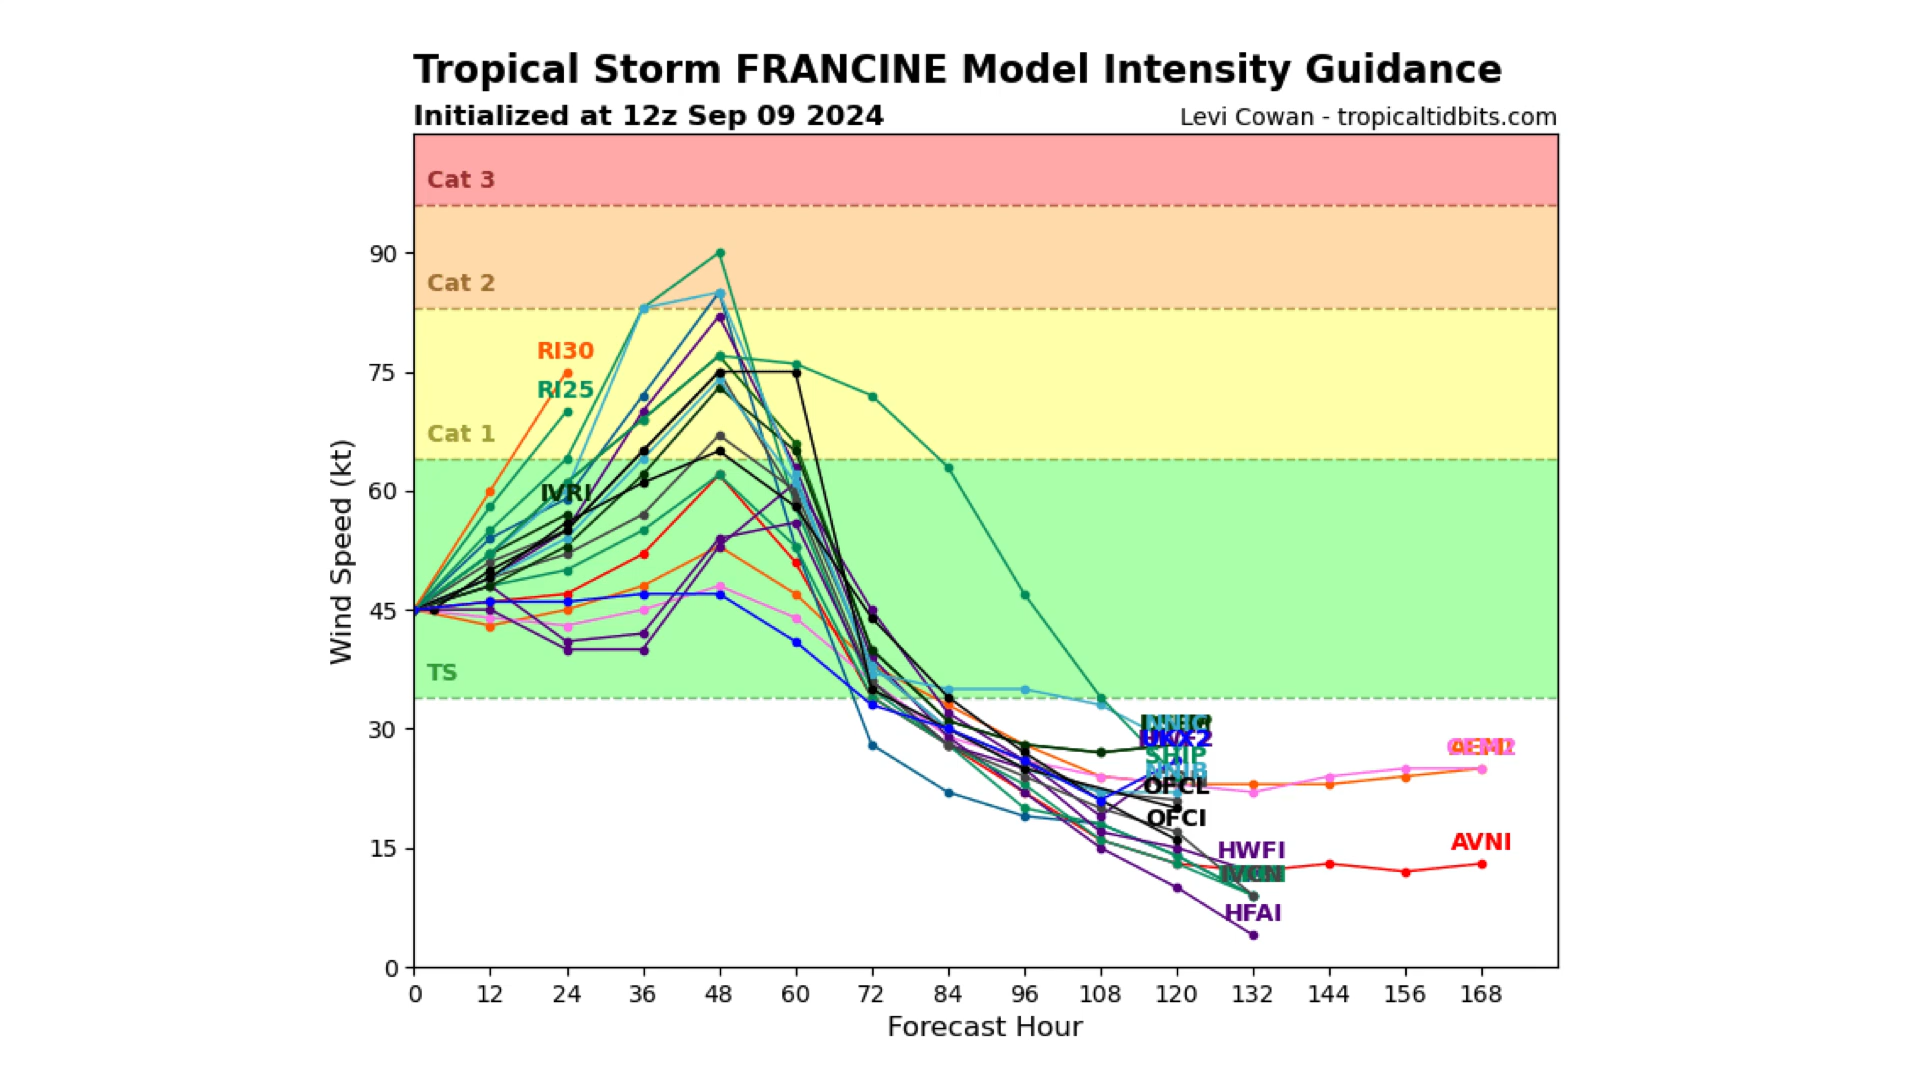 Tropical Storm FRANCINE Model Intensity Guidance
Initialized at 12z Sep 09 2024
Levi Cowan - tropicaltidbits.com
Cat 3
Cat 2
Cat 1
TS
Wind Speed (kt)
90
75
60
45
30
15
0
RI30
RI25
IVRI
UKX2
SHIP
NNIB
OFCL
OFCI
HWFI
HFAI
AVNI
0 12 24 36 48 60 72 84 96 108 120 132 144 156 168
Forecast Hour